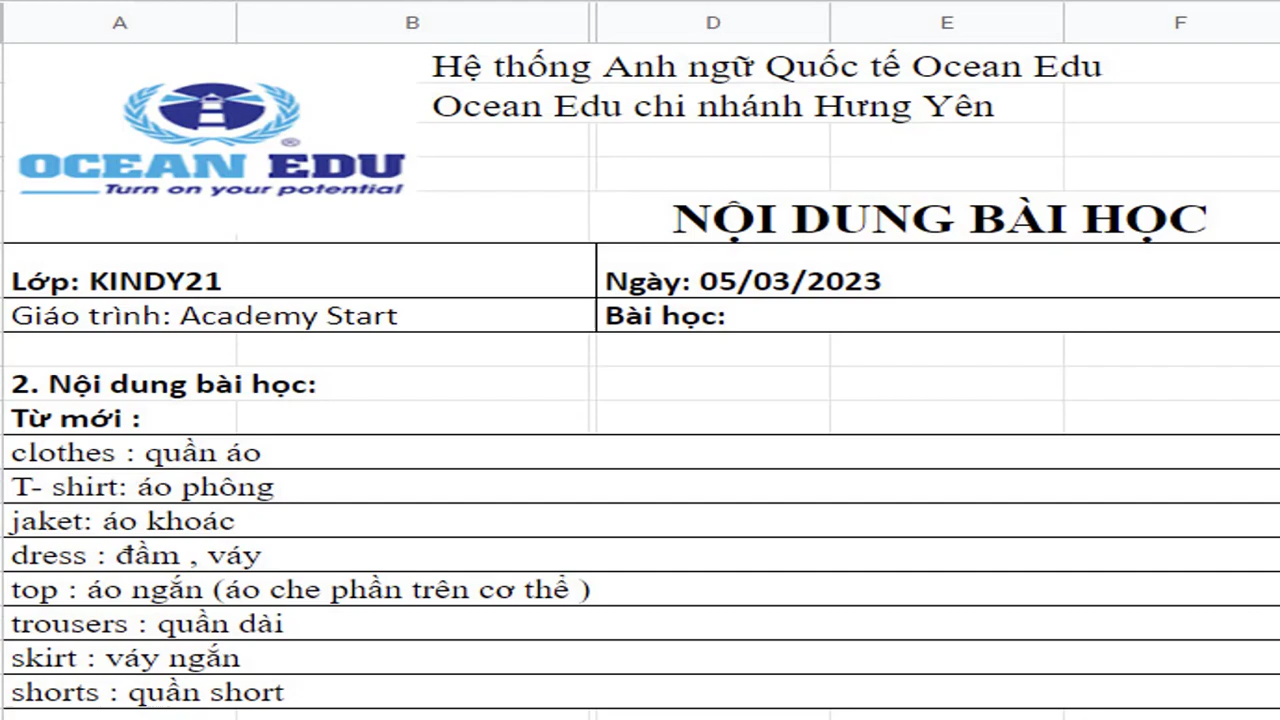 A B D E F
Hệ thống Anh ngữ Quốc tế Ocean Edu
Ocean Edu chi nhánh Hưng Yên
OCEAN EDU ®
Turn on your potential
NỘI DUNG BÀI HỌC
Lớp: KINDY21 Ngày: 05/03/2023
Giáo trình: Academy Start Bài học:
2. Nội dung bài học:
Từ mới :
clothes : quần áo
T- shirt: áo phông
jaket: áo khoác
dress : đầm , váy
top : áo ngắn (áo che phần trên cơ thể )
trousers : quần dài
skirt : váy ngắn
shorts : quần short